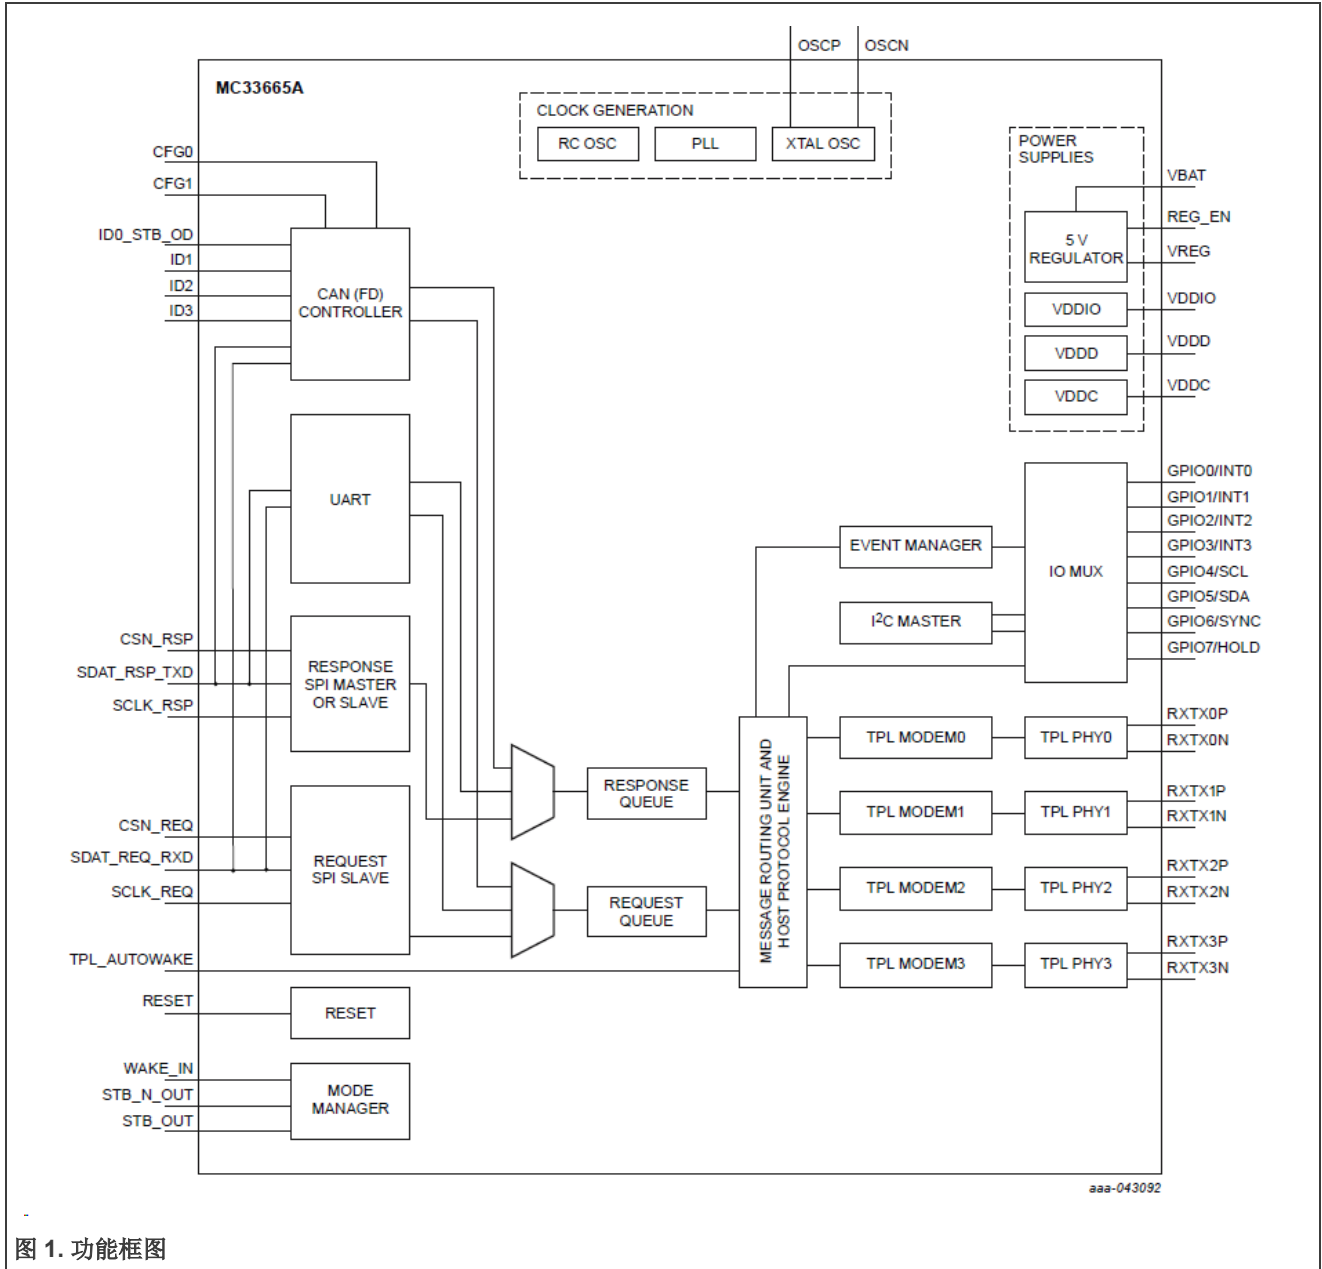 OSCP
OSCN
MC33665A
CLOCK GENERATION
RC OSC
PLL
XTAL OSC
POWER
SUPPLIES
5 V
REGULATOR
VDDIO
VDDD
VDDC
VBAT
REG_EN
VREG
VDDIO
VDDD
VDDC
CFG0
CFG1
ID0_STB_OD
ID1
ID2
ID3
CAN (FD)
CONTROLLER
UART
CSN_RSP
SDAT_RSP_TXD
SCLK_RSP
RESPONSE
SPI MASTER
OR SLAVE
CSN_REQ
SDAT_REQ_RXD
SCLK_REQ
REQUEST
SPI SLAVE
TPL_AUTOWAKE
RESET
RESET
WAKE_IN
STB_N_OUT
STB_OUT
MODE
MANAGER
RESPONSE
QUEUE
REQUEST
QUEUE
MESSAGE ROUTING UNIT AND
HOST PROTOCOL ENGINE
EVENT MANAGER
I²C MASTER
IO MUX
GPIO0/INT0
GPIO1/INT1
GPIO2/INT2
GPIO3/INT3
GPIO4/SCL
GPIO5/SDA
GPIO6/SYNC
GPIO7/HOLD
TPL MODEM0
TPL PHY0
RXTX0P
RXTX0N
TPL MODEM1
TPL PHY1
RXTX1P
RXTX1N
TPL MODEM2
TPL PHY2
RXTX2P
RXTX2N
TPL MODEM3
TPL PHY3
RXTX3P
RXTX3N
aaa-043092
图 1. 功能框图